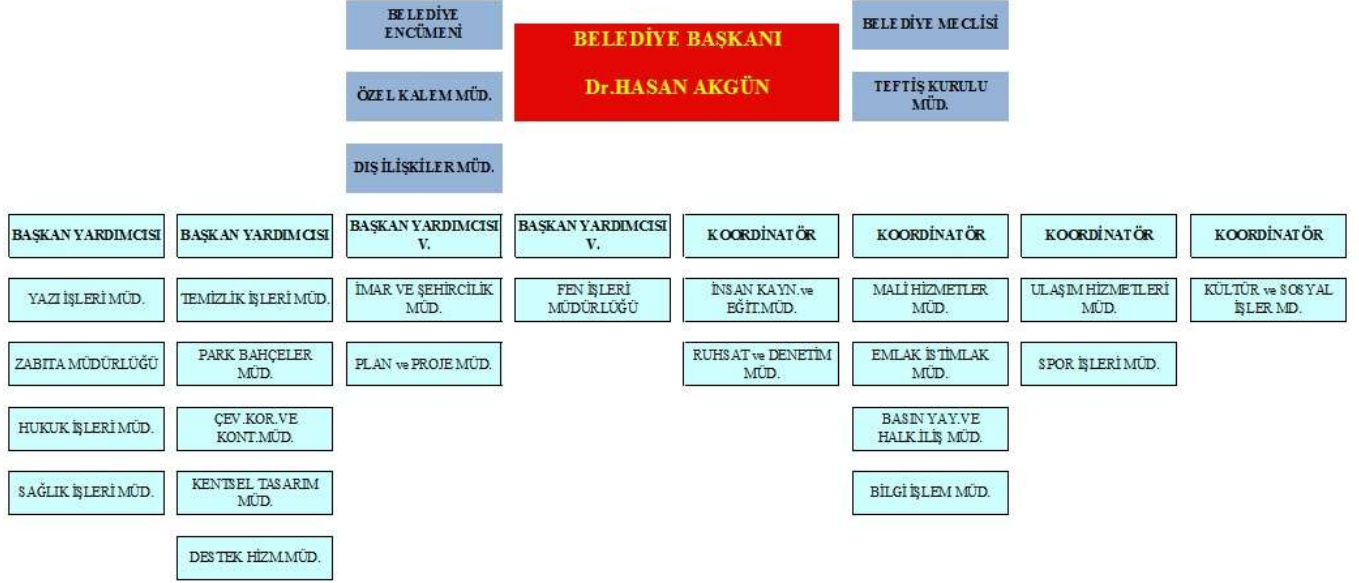 BELEDİYE
ENCÜMENİ
BELEDİYE BAŞKANI
Dr.HASAN AKGÜN
BELEDİYE MECLİSİ
ÖZEL KALEM MÜD.
TEFTİŞ KURULU
MÜD.
DIŞ İLİŞKİLER MÜD.
BAŞKAN YARDIMCISI
BAŞKAN YARDIMCISI
BAŞKAN YARDIMCISI
V.
BAŞKAN YARDIMCISI
V.
KOORDİNATÖR
KOORDİNATÖR
KOORDİNATÖR
KOORDİNATÖR
YAZI İŞLERİ MÜD.
TEMİZLİK İŞLERİ MÜD.
İMAR VE ŞEHİRCİLİK
MÜD.
FEN İŞLERİ
MÜDÜRLÜĞÜ
İNSAN KAYN.ve
EĞİT.MÜD.
MALİ HİZMETLER
MÜD.
ULAŞIM HİZMETLERİ
MÜD.
KÜLTÜR ve SOSYAL
İŞLER MD.
ZABITA MÜDÜRLÜĞÜ
PARK BAHÇELER
MÜD.
PLAN ve PROJE MÜD.
RUHSAT ve DENETİM
MÜD.
EMLAK İSTİMLAK
MÜD.
SPOR İŞLERİ MÜD.
HUKUK İŞLERİ MÜD.
ÇEV.KOR.VE
KONT.MÜD.
BASIN YAY.VE
HALK.İLİŞ MÜD.
SAĞLIK İŞLERİ MÜD.
KENTSEL TASARIM
MÜD.
BİLGİ İŞLEM MÜD.
DESTEK HİZM.MÜD.